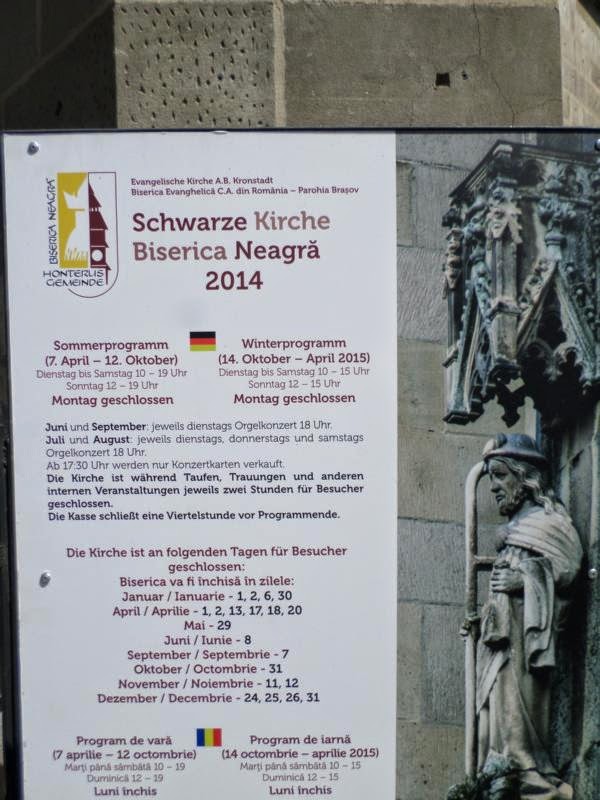 BISERICA NEAGRĂ
HONTERUS
GEMEINDE
Evangelische Kirche A.B. Kronstadt
Biserica Evanghelică C.A. din România – Parohia Brașov
Schwarze Kirche
Biserica Neagră
2014
Sommerprogramm
(7. April – 12. Oktober)
Dienstag bis Samstag 10 – 19 Uhr
Sonntag 12 – 19 Uhr
Montag geschlossen
Winterprogramm
(14. Oktober – April 2015)
Dienstag bis Samstag 10 – 15 Uhr
Sonntag 12 – 15 Uhr
Montag geschlossen
Juni und September: jeweils dienstags Orgelkonzert 18 Uhr.
Juli und August: jeweils dienstags, donnerstags und samstags
Orgelkonzert 18 Uhr.
Ab 17:30 Uhr werden nur Konzertkarten verkauft.
Die Kirche ist während Taufen, Trauungen und anderen
internen Veranstaltungen jeweils zwei Stunden für Besucher
geschlossen.
Die Kasse schließt eine Viertelstunde vor Programmende.
Die Kirche ist an folgenden Tagen für Besucher
geschlossen:
Biserica va fi închisă în zilele:
Januar / Ianuarie - 1, 2, 6, 30
April / Aprilie - 1, 2, 13, 17, 18, 20
Mai - 29
Juni / Iunie - 8
September / Septembrie - 7
Oktober / Octombrie - 31
November / Noiembrie - 11, 12
Dezember / Decembrie - 24, 25, 26, 31
Program de vară
(7 aprilie – 12 octombrie)
Marți până sâmbătă 10 – 19
Duminică 12 – 19
Luni închis
Program de iarnă
(14 octombrie – aprilie 2015)
Marți până sâmbătă 10 – 15
Duminică 12 – 15
Luni închis